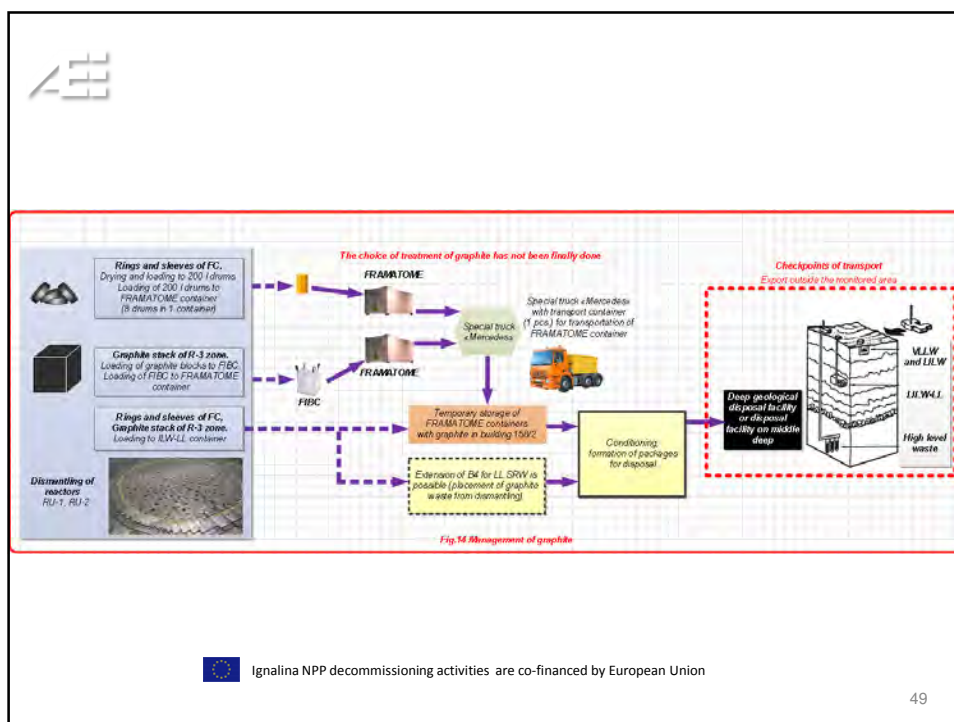 The choice of treatment of graphite has not been finally done
Rings and sleeves of FC.
Drying and loading to 200 l drums.
Loading of 200 l drums to
FRAMATOME container
(8 drums in 1 container)
Graphite stack of R-3 zone.
Loading of graphite blocks to FIBC.
Loading of FIBC to FRAMATOME
container
Rings and sleeves of FC,
Graphite stack of R-3 zone.
Loading to ILW-LL container
Dismantling of
reactors
RU-1, RU-2
FRAMATOME
FIBC
FRAMATOME
Special truck
«Mercedes»
Special truck «Mercedes»
with transport container
(1 pcs.) for transportation of
FRAMATOME container
Temporary storage of
FRAMATOME containers
with graphite in building 158/2
Extension of B4 for LL SRW is
possible (placement of graphite
waste from dismantling)
Conditioning,
formation of packages
for disposal
Checkpoints of transport
Export outside the monitored area
Deep geological
disposal facility
or disposal
facility on middle
deep
VLLW
and LILW
LILW-LL
High level
waste
Fig.14 Management of graphite
Ignalina NPP decommissioning activities are co-financed by European Union
49